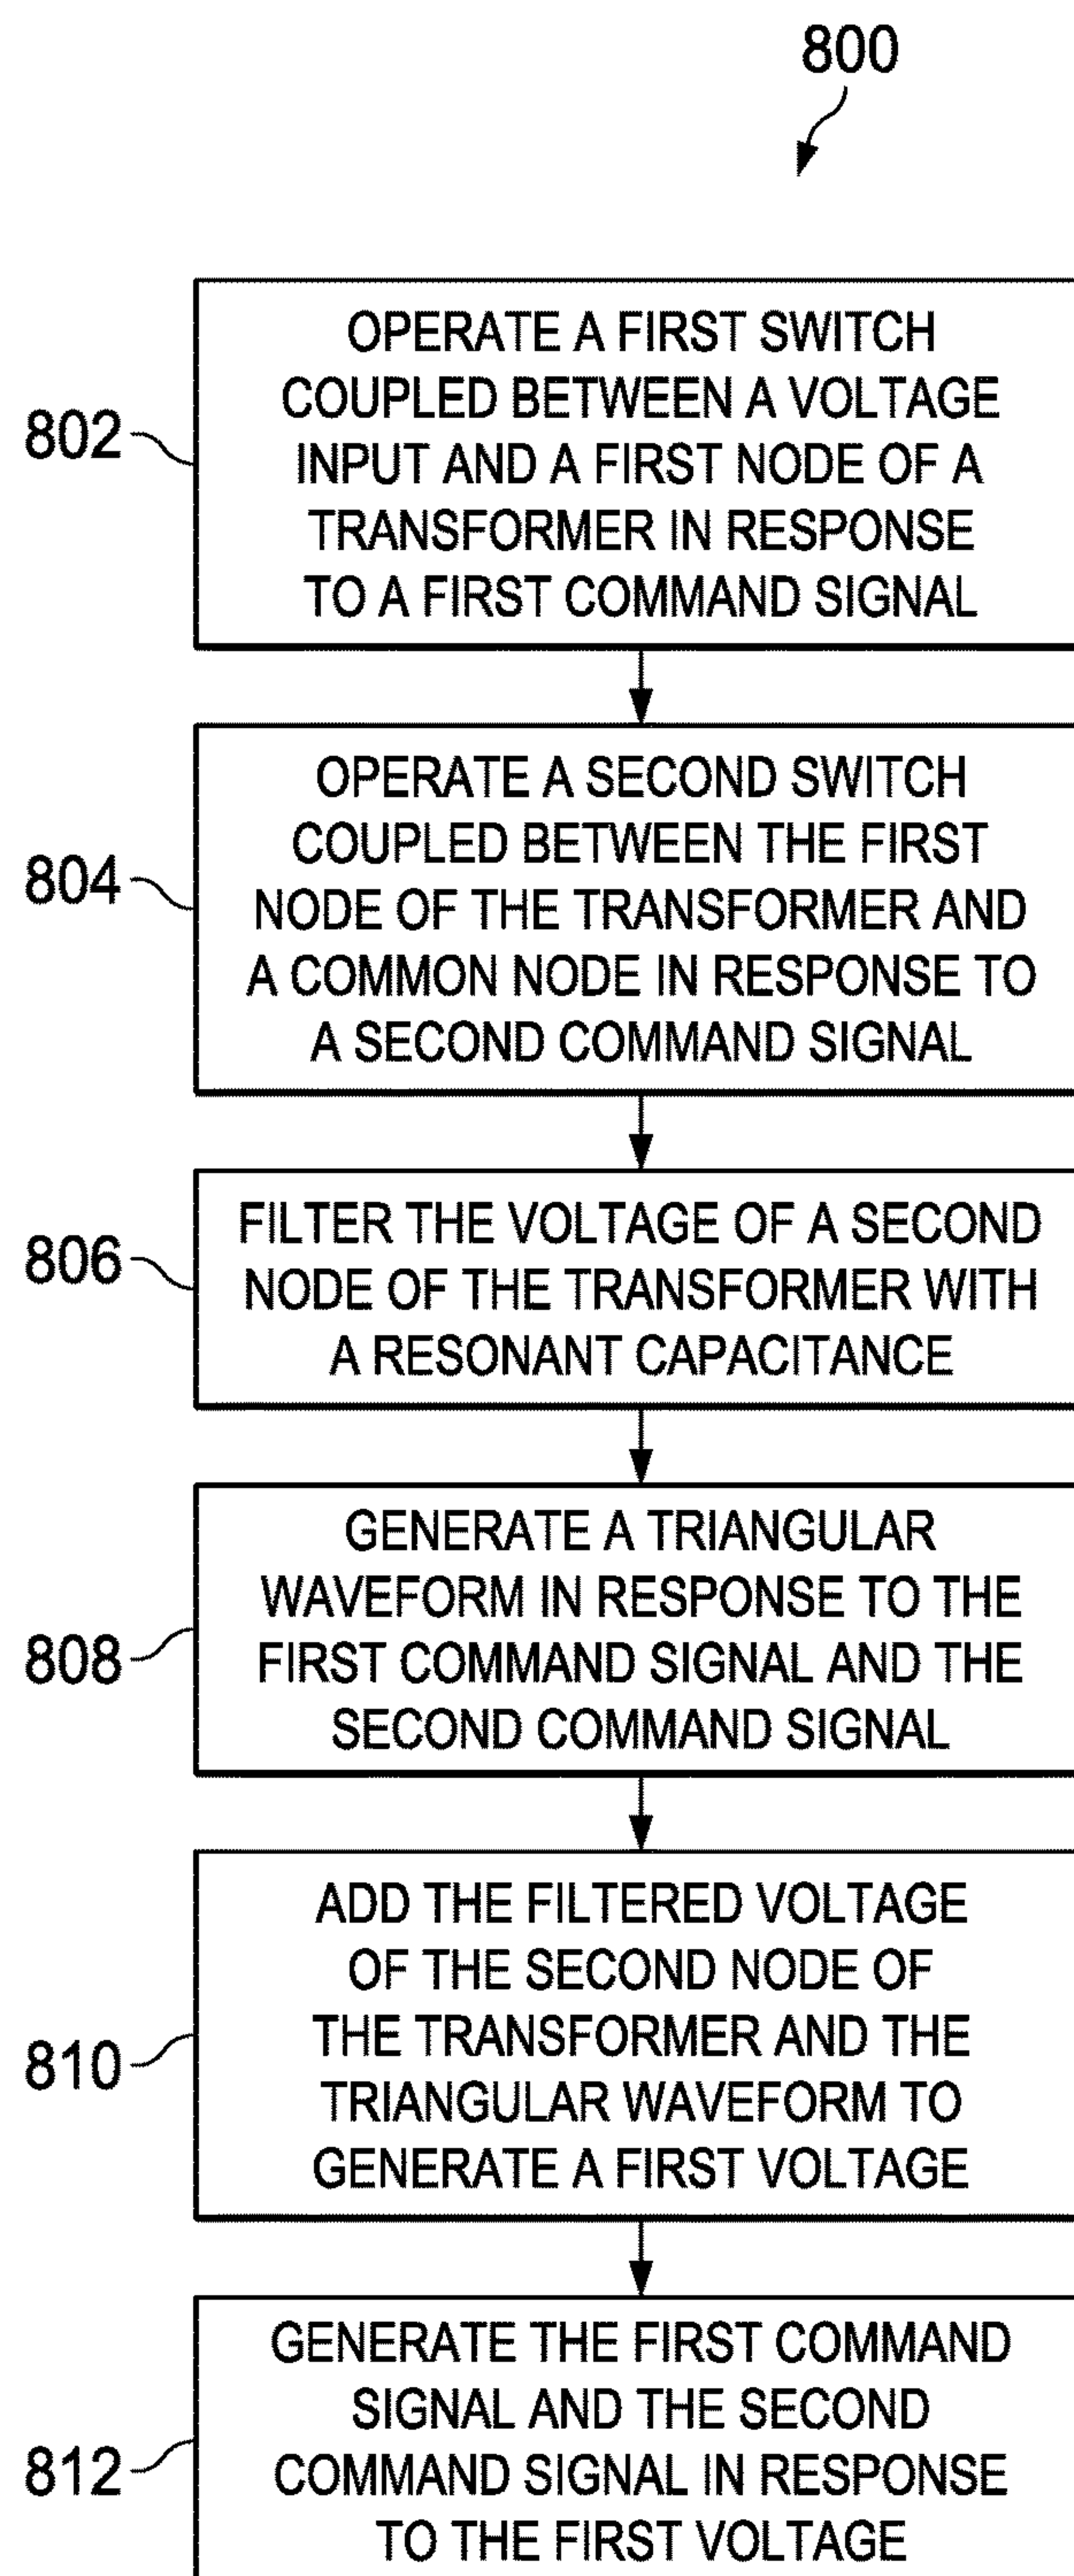 800
802
OPERATE A FIRST SWITCH
COUPLED BETWEEN A VOLTAGE
INPUT AND A FIRST NODE OF A
TRANSFORMER IN RESPONSE
TO A FIRST COMMAND SIGNAL
804
OPERATE A SECOND SWITCH
COUPLED BETWEEN THE FIRST
NODE OF THE TRANSFORMER AND
A COMMON NODE IN RESPONSE TO
A SECOND COMMAND SIGNAL
806
FILTER THE VOLTAGE OF A SECOND
NODE OF THE TRANSFORMER WITH
A RESONANT CAPACITANCE
808
GENERATE A TRIANGULAR
WAVEFORM IN RESPONSE TO THE
FIRST COMMAND SIGNAL AND THE
SECOND COMMAND SIGNAL
810
ADD THE FILTERED VOLTAGE
OF THE SECOND NODE OF
THE TRANSFORMER AND THE
TRIANGULAR WAVEFORM TO
GENERATE A FIRST VOLTAGE
812
GENERATE THE FIRST COMMAND
SIGNAL AND THE SECOND
COMMAND SIGNAL IN RESPONSE
TO THE FIRST VOLTAGE